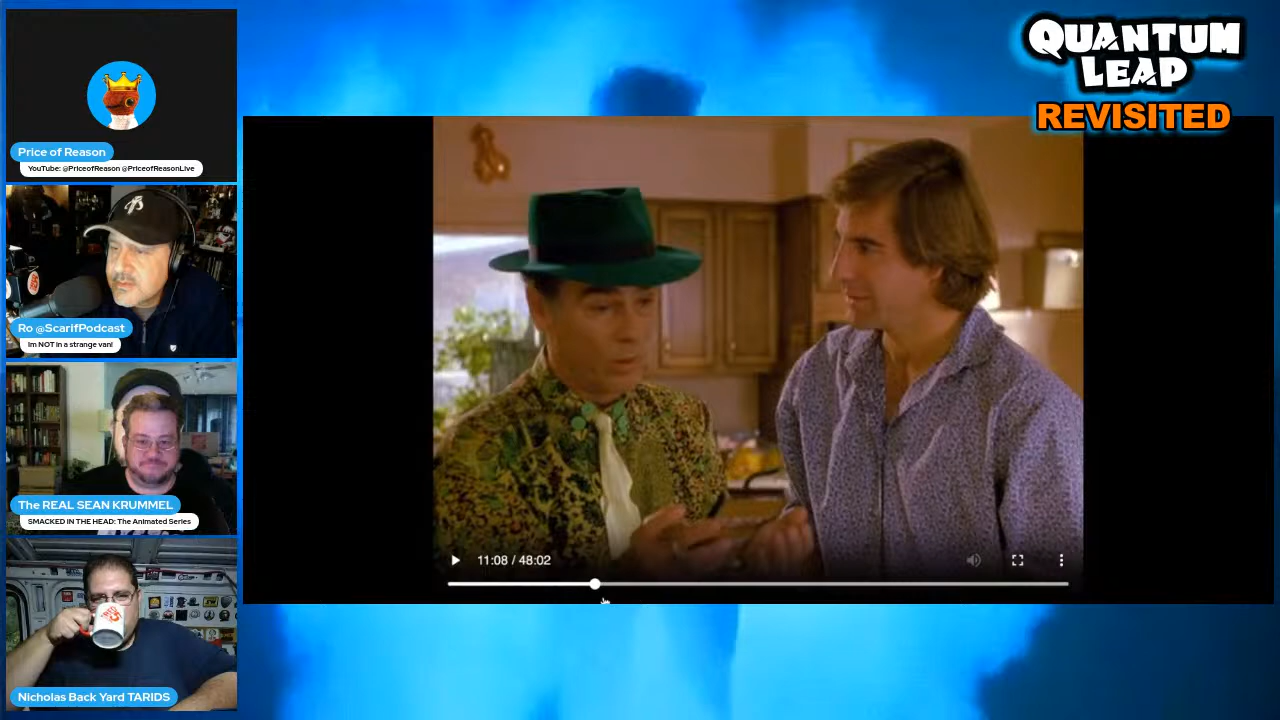 Price of Reason
YouTube: @PriceofReason @PriceofReasonLive
Ro @ScarifPodcast
Im NOT in a strange van!
The REAL SEAN KRUMMEL
SMACKED IN THE HEAD: The Animated Series
Nicholas Back Yard TARIDS
QUANTUM
LEAP
REVISITED
11:08 / 48:02